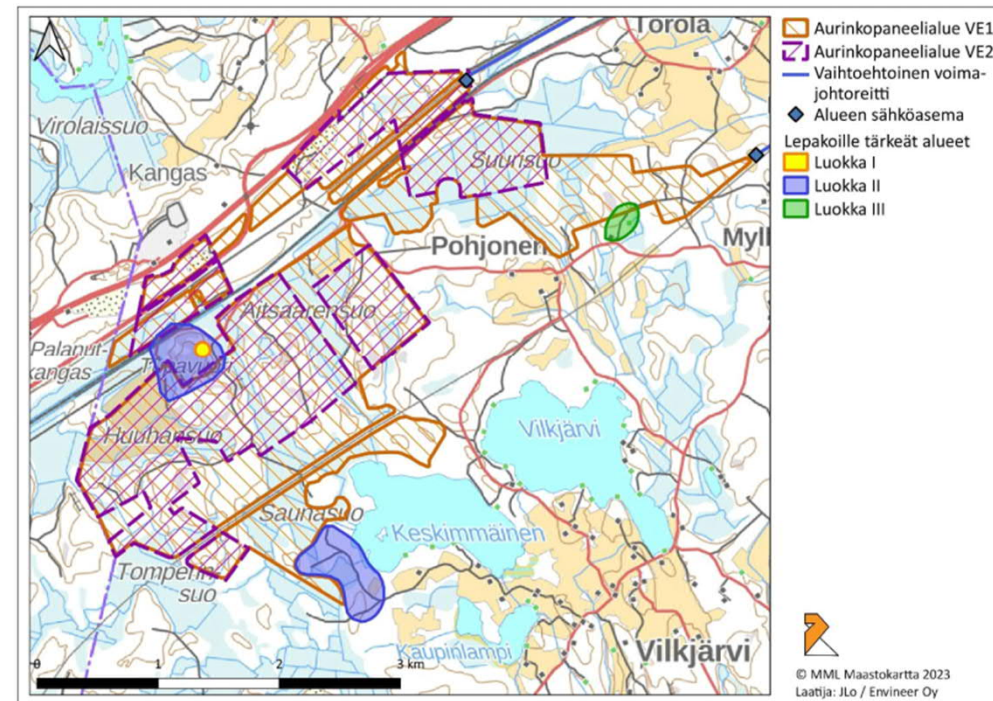 Torola
Virolaissuo
Kangas
Suurisuo
Pohjonen
Myll
Aitsaarensuo
Palanut-
kangas
Huuhansuo
Vilkjärvi
Saunasuo
Keskimmäinen
Tomperin-
suo
Kaupinlampi
Vilkjärvi
0 1 2 3 km
Aurinkopaneelialue VE1
Aurinkopaneelialue VE2
Vaihtoehtoinen voima-
johtoreitti
Alueen sähköasema
Lepakoille tärkeät alueet
Luokka I
Luokka II
Luokka III
© MML Maastokartta 2023
Laatija: JLo / Envineer Oy